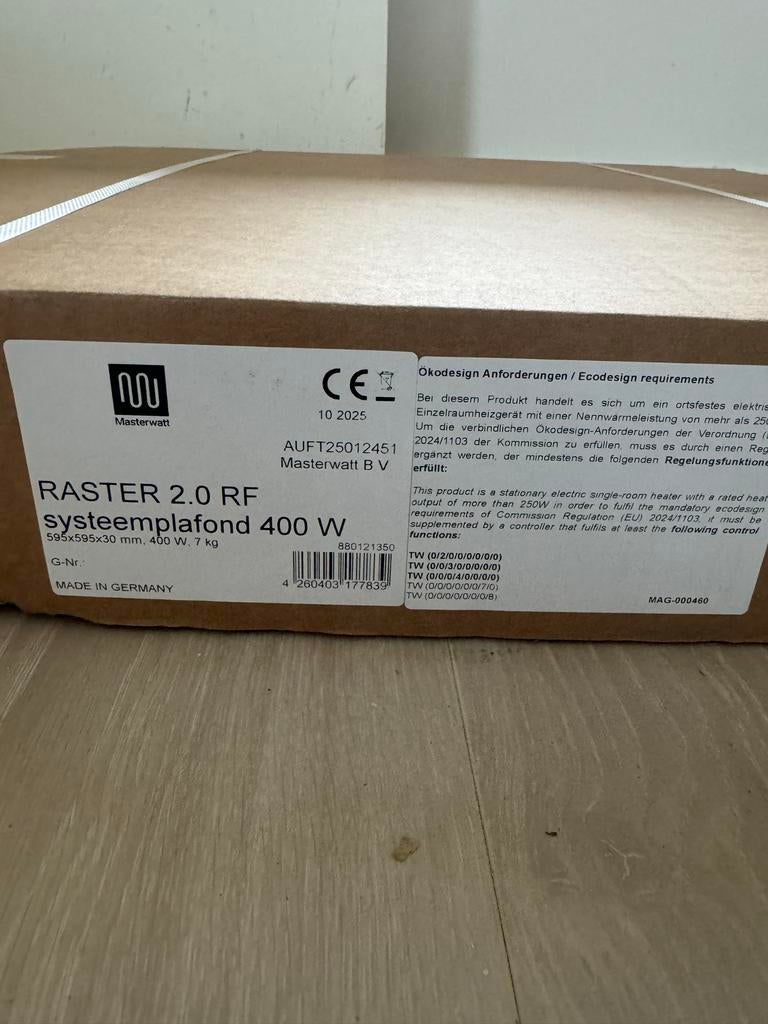 Masterwatt
CE
10 2025
AUFT25012451
Masterwatt B V
RASTER 2.0 RF
systeemplafond 400 W
595x595x30 mm, 400 W, 7 kg
880121350
G-Nr.:
4 260403 177839
MADE IN GERMANY
Ökodesign Anforderungen / Ecodesign requirements
Bei diesem Produkt handelt es sich um ein ortsfestes
Einzelraumheizgerät mit einer Nennwärmeleistung von mehr als
Um die verbindlichen Ökodesign-Anforderungen der Verordnung
2024/1103 der Kommission zu erfüllen, muss es durch einen
ergänzt werden, der mindestens die folgenden
erfüllt:
This product is a stationary electric single-room heater with a rated heat
output of more than 250W in order to fulfil the mandatory ecodesign
requirements of Commission Regulation (EU) 2024/1103, it must be
supplemented by a controller that fulfils at least the following control
functions:
TW (0/2/0/0/0/0/0/0)
TW (0/0/3/0/0/0/0/0)
TW (0/0/0/4/0/0/0/0)
TW (0/0/0/0/0/0/7/0)
TW (0/0/0/0/0/0/0/8)
MAG-000460